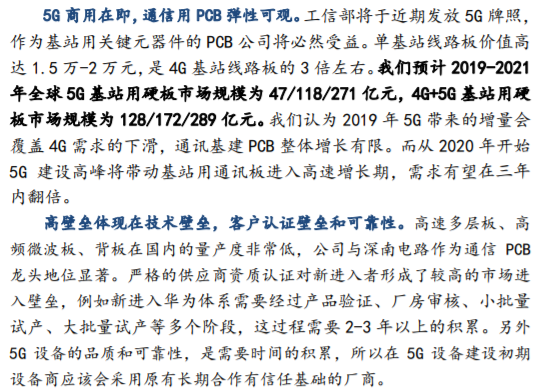 5G 商用在即，通信用 PCB 弹性可观。工信部将于近期发放 5G 牌照，
作为基站用关键元器件的 PCB 公司将必然受益。单基站线路板价值高
达 1.5 万-2 万元，是 4G 基站线路板的 3 倍左右。我们预计 2019-2021
年全球 5G 基站用硬板市场规模为 47/118/271 亿元，4G+5G 基站用硬
板市场规模为 128/172/289 亿元。我们认为 2019 年 5G 带来的增量会
覆盖 4G 需求的下滑，通讯基建 PCB 整体增长有限。而从 2020 年开始
5G 建设高峰将带动基站用通讯板进入高速增长期，需求有望在三年
内翻倍。
高壁垒体现在技术壁垒，客户认证壁垒和可靠性。高速多层板、高
频微波板、背板在国内的量产度非常低，公司与深南电路作为通信 PCB
龙头地位显著。严格的供应商资质认证对新进入者形成了较高的市场进
入壁垒，例如新进入华为体系需要经过产品验证、厂房审核、小批量
试产、大批量试产等多个阶段，这过程需要 2-3 年以上的积累。另外
5G 设备的品质和可靠性，是需要时间的积累，所以在 5G 设备建设初期
设备商应该会采用原有长期合作有信任基础的厂商。